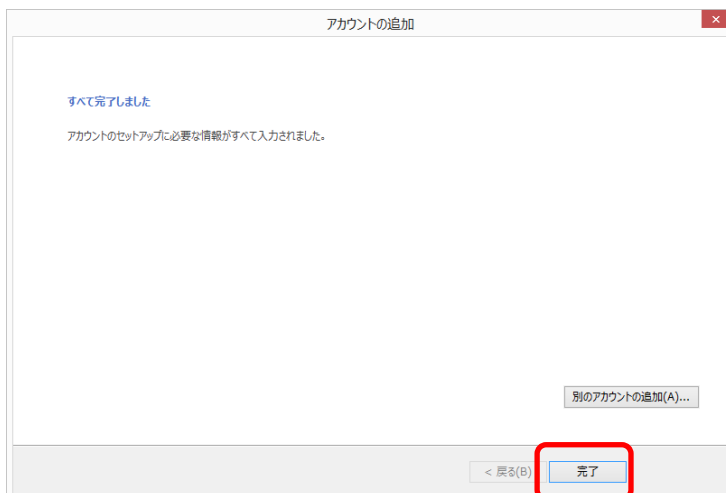 アカウントの追加
×
すべて完了しました
アカウントのセットアップに必要な情報がすべて入力されました。
別のアカウントの追加(A)...
< 戻る(B)
完了